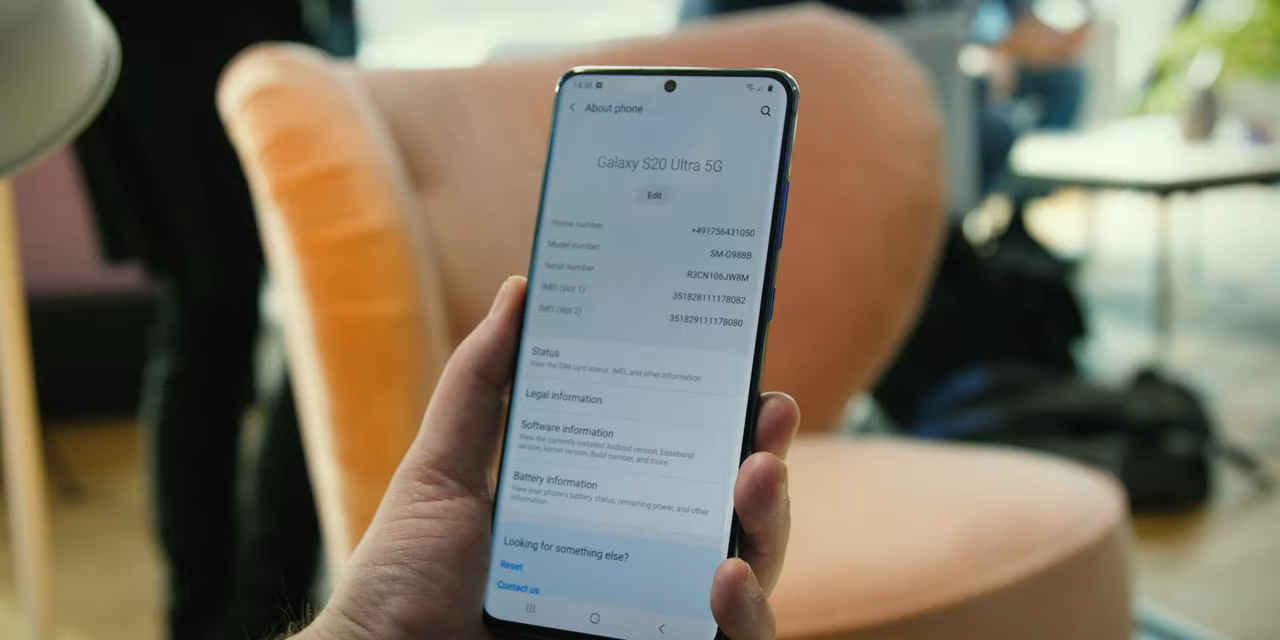 14:39
About phone
Galaxy S20 Ultra 5G
Edit
Phone number +491756431050
Model number SM-G988B
Serial number R3CN106JW8M
IMEI (slot 1) 351828111178082
IMEI (slot 2) 351829111178080
Status
View the SIM card status, IMEI, and other information.
Legal information
Software information
View the currently installed Android version, baseband
version, kernel version, build number, and more.
Battery information
View your phone's battery status, remaining power, and other
information.
Looking for something else?
Reset
Contact us